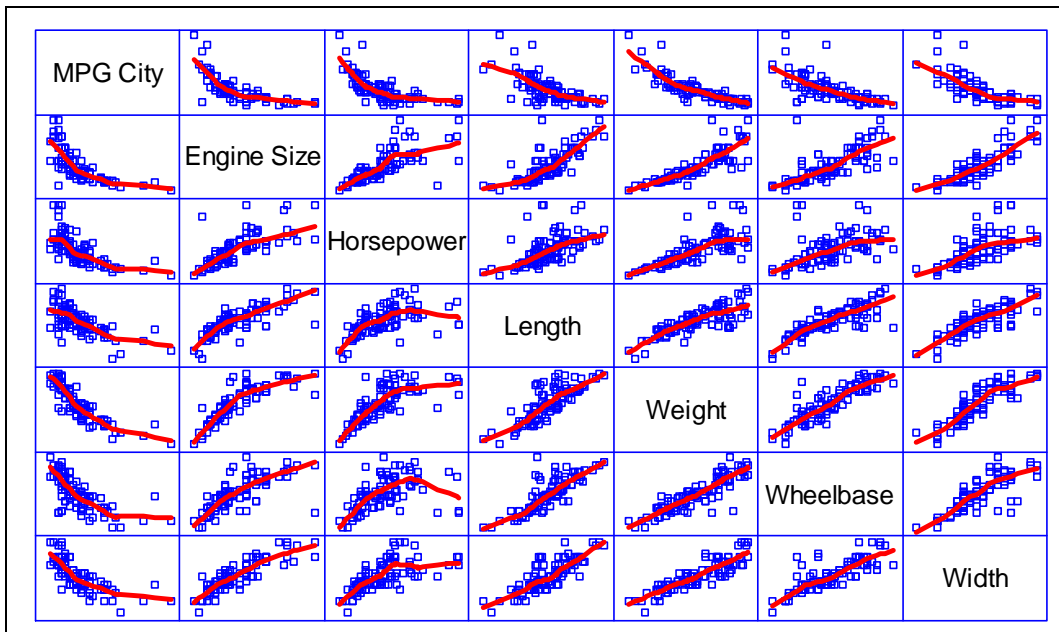 MPG City
Engine Size
Horsepower
Length
Weight
Wheelbase
Width